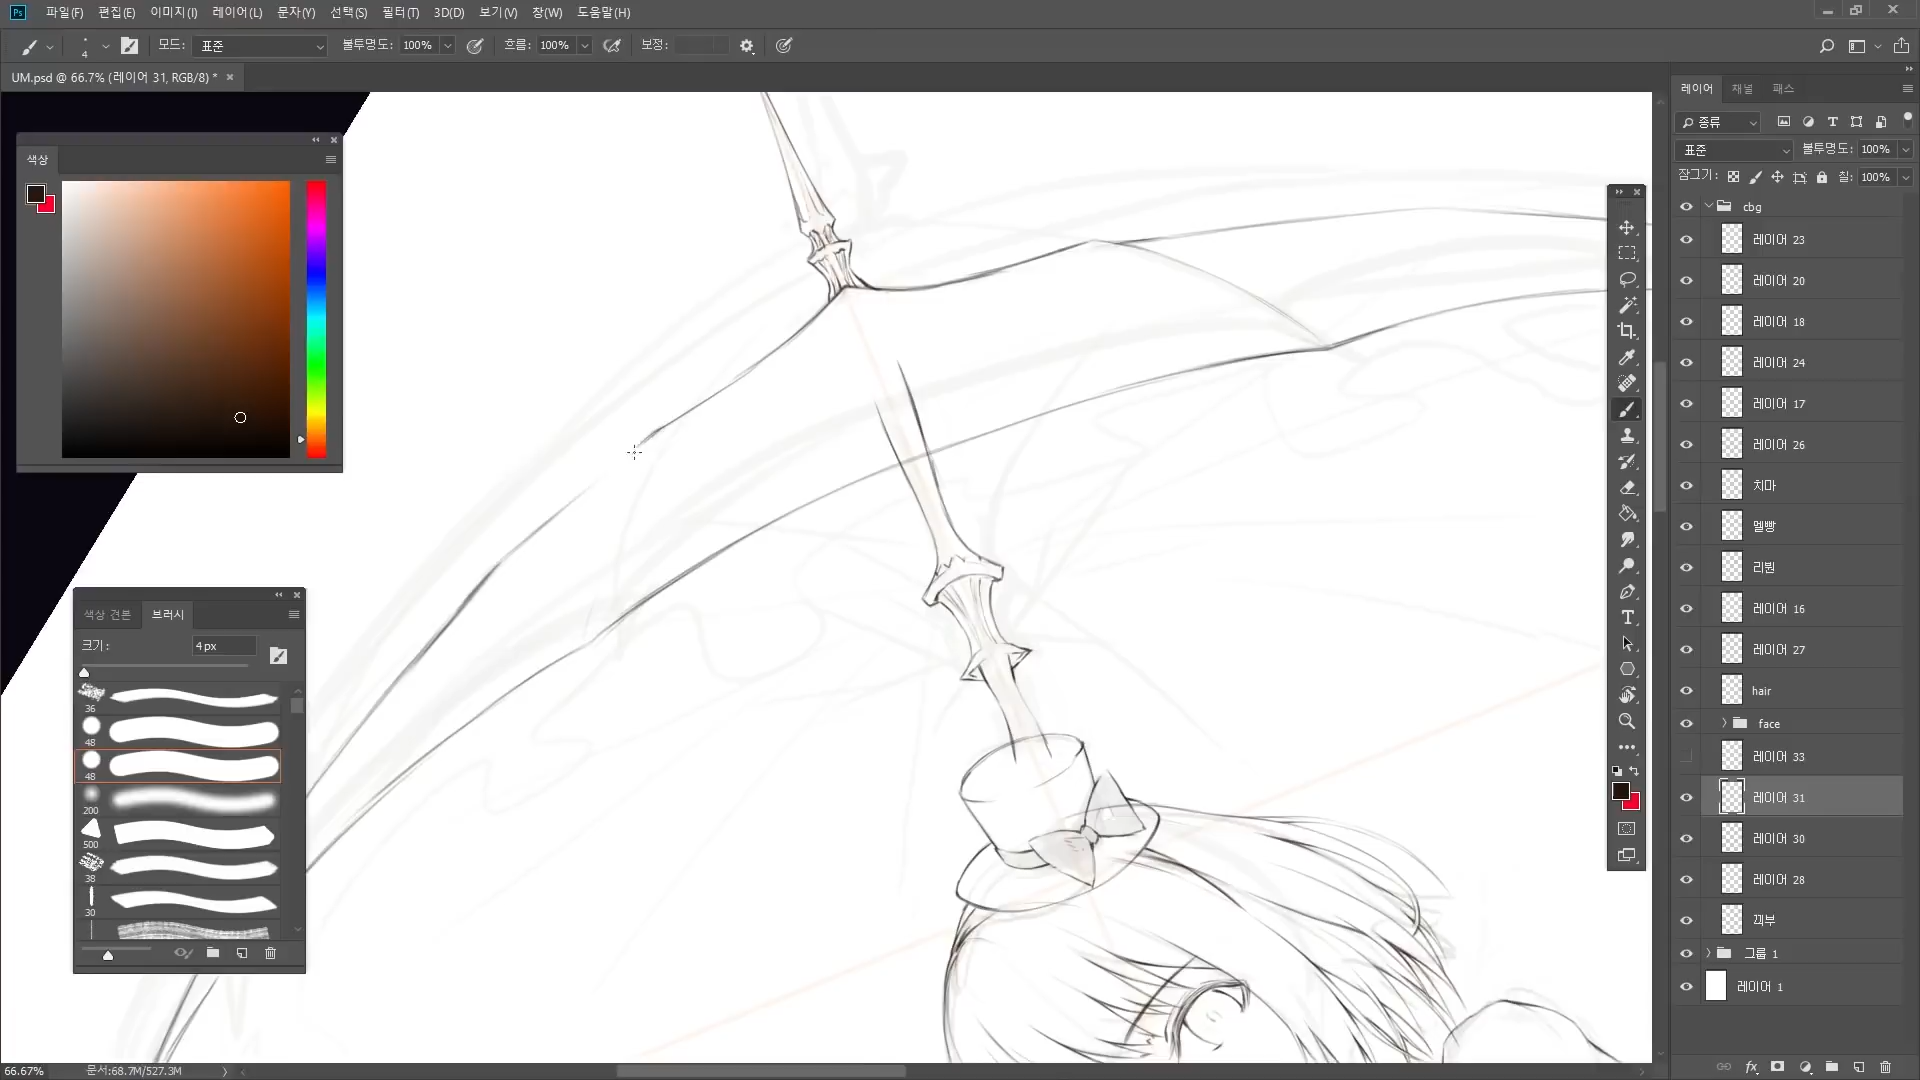 Ps 파일(F) 편집(E) 이미지(I) 레이어(L) 문자(Y) 선택(S) 필터(T) 3D(D) 보기(V) 창(W) 도움말(H)
4 모드: 표준 불투명도: 100% 흐름: 100% 보정:
UM.psd @ 66.7% (레이어 31, RGB/8) *
색상
색상 견본 브러시
크기: 4 px
36
48
48
200
500
38
30
66.67% 문서:68.7M/527.3M
레이어 채널 패스
종류
표준 불투명도: 100%
잠그기: 칠: 100%
cbg
레이어 23
레이어 20
레이어 18
레이어 24
레이어 17
레이어 26
치마
멜빵
리뷘
레이어 16
레이어 27
hair
face
레이어 33
레이어 31
레이어 30
레이어 28
끠부
그룹 1
레이어 1